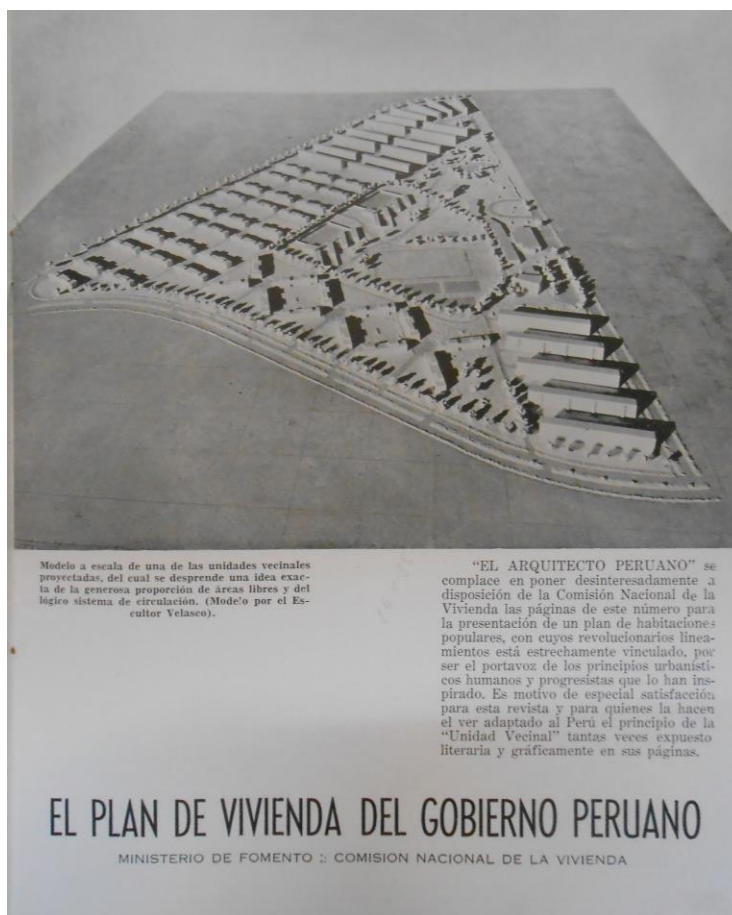 Modelo a escala de una de las unidades vecinales
proyectadas, del cual se desprende una idea exac-
ta de la generosa proporción de áreas libres y del
lógico sistema de circulación. (Modelo por el Es-
cultor Velasco).
"EL ARQUITECTO PERUANO" se
complace en poner desinteresadamente a
disposición de la Comisión Nacional de la
Vivienda las páginas de este número para
la presentación de un plan de habitaciones
populares, con cuyos revolucionarios linea-
mientos está estrechamente vinculado, por
ser el portavoz de los principios urbanísti-
cos humanos y progresistas que lo han ins-
pirado. Es motivo de especial satisfacción
para esta revista y para quienes la hacen
el ver adaptado al Perú el principio de la
"Unidad Vecinal" tantas veces expuesto
literaria y gráficamente en sus páginas.
EL PLAN DE VIVIENDA DEL GOBIERNO PERUANO
MINISTERIO DE FOMENTO :: COMISION NACIONAL DE LA VIVIENDA